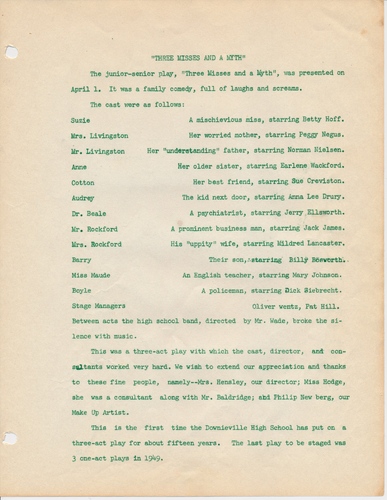 "THREE MISSES AND A MYTH"
The junior-senior play, "Three Misses and a Myth", was presented on
April 1. It was a family comedy, full of laughs and screams.
The cast were as follows:
Suzie A mischievious miss, starring Betty Hoff.
Mrs. Livingston Her worried mother, starring Peggy Negus.
Mr. Livingston Her "understanding" father, starring Norman Nielsen.
Anne Her older sister, starring Earlene Wackford.
Cotton Her best friend, starring Sue Creviston.
Audrey The kid next door, starring Anna Lee Drury.
Dr. Beale A psychiatrist, starring Jerry Ellsworth.
Mr. Rockford A prominent business man, starring Jack James.
Mrs. Rockford His "uppity" wife, starring Mildred Lancaster.
Barry Their son, starring Billy Bosworth.
Miss Maude An English teacher, starring Mary Johnson.
Boyle A policeman, starring Dick Siebrecht.
Stage Managers Oliver wentz, Pat Hill.
Between acts the high school band, directed by Mr. Wade, broke the si-
lence with music.
This was a three-act play with which the cast, director, and con-
sultants worked very hard. We wish to extend our appreciation and thanks
to these fine people, namely--Mrs. Hensley, our director; Miss Hodge,
she was a consultant along with Mr. Baldridge; and Philip New berg, our
Make Up Artist.
This is the first time the Downieville High School has put on a
three-act play for about fifteen years. The last play to be staged was
3 one-act plays in 1949.